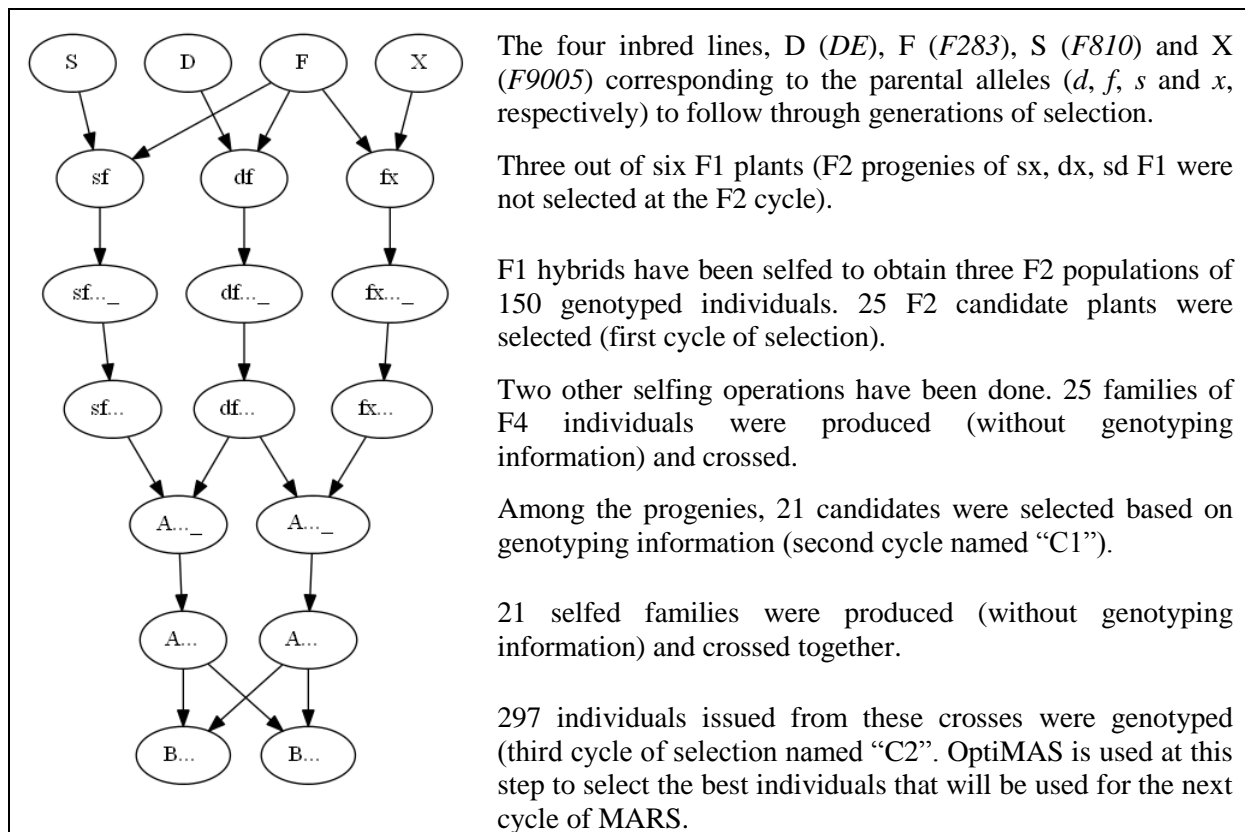 S D F X
sf df fx
sf..._ df..._ fx..._
sf... df... fx...
A..._ A..._
A... A...
B... B...
The four inbred lines, D (DE), F (F283), S (F810) and X
(F9005) corresponding to the parental alleles (d, f, s and x,
respectively) to follow through generations of selection.
Three out of six F1 plants (F2 progenies of sx, dx, sd F1 were
not selected at the F2 cycle).
F1 hybrids have been selfed to obtain three F2 populations of
150 genotyped individuals. 25 F2 candidate plants were
selected (first cycle of selection).
Two other selfing operations have been done. 25 families of
F4 individuals were produced (without genotyping
information) and crossed.
Among the progenies, 21 candidates were selected based on
genotyping information (second cycle named “C1”).
21 selfed families were produced (without genotyping
information) and crossed together.
297 individuals issued from these crosses were genotyped
(third cycle of selection named “C2”. OptiMAS is used at this
step to select the best individuals that will be used for the next
cycle of MARS.